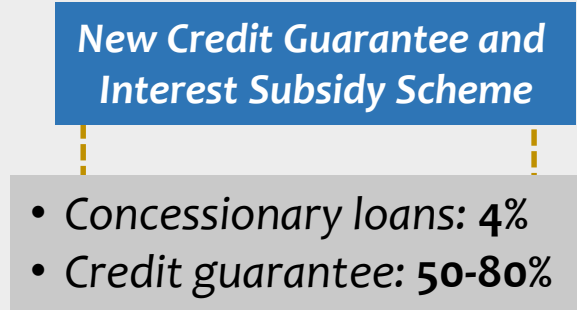 New Credit Guarantee and
Interest Subsidy Scheme
• Concessionary loans: 4%
• Credit guarantee: 50-80%